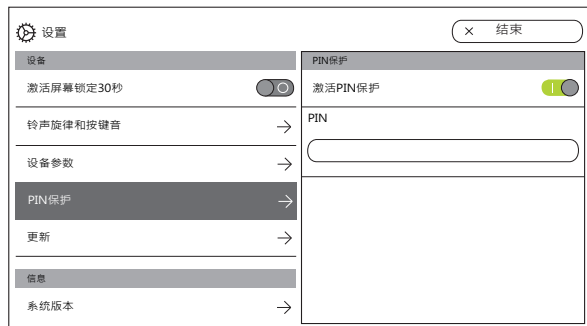 设置
× 结束
设备
激活屏幕锁定30秒
铃声旋律和按键音
设备参数
PIN保护
更新
信息
系统版本
PIN保护
激活PIN保护
PIN